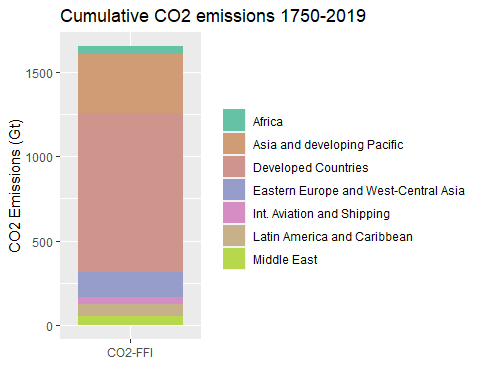 Cumulative CO2 emissions 1750-2019
CO2 Emissions (Gt)
1500
1000
500
0
CO2-FFI
Africa
Asia and developing Pacific
Developed Countries
Eastern Europe and West-Central Asia
Int. Aviation and Shipping
Latin America and Caribbean
Middle East